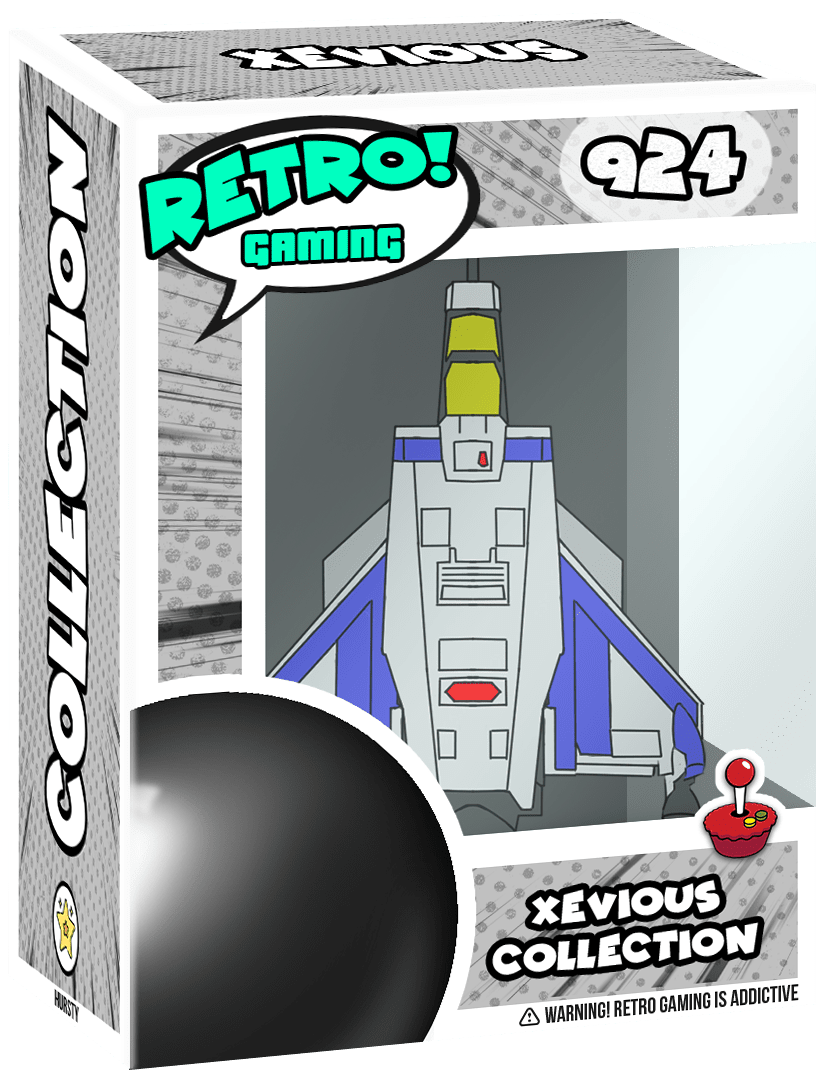 XEVIOUS
RETRO!
GAMING
924
COLLECTION
XEVIOUS
COLLECTION
HURSTY
WARNING! RETRO GAMING IS ADDICTIVE